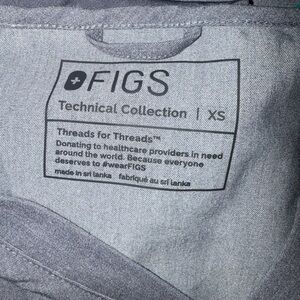 FIGS
Technical Collection | XS
Threads for Threads™
Donating to healthcare providers in need
around the world. Because everyone
deserves to #wearFIGS
made in sri lanka fabriqué au sri lanka